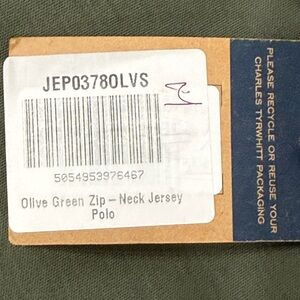 JEP0378OLVS
5054953976467
Olive Green Zip - Neck Jersey
Polo
PLEASE RECYCLE OR REUSE YOUR
CHARLES TYRWHITT PACKAGING